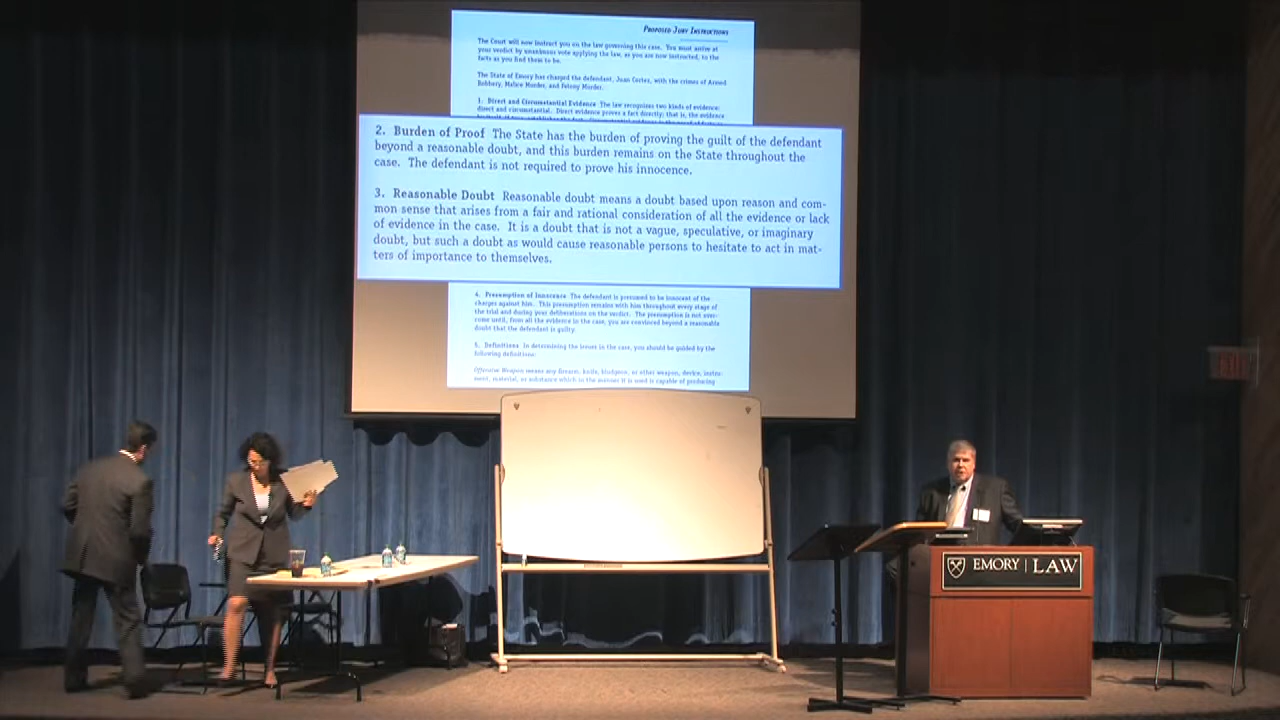 PROPOSED JURY INSTRUCTIONS
The Court will now instruct you on the law governing this case. You must arrive at
your verdict by unanimous vote applying the law, as you are now instructed, to the
facts as you find them to be.
The State of Emory has charged the defendant, Juan Cortez, with the crimes of Armed
Robbery, Malice Murder, and Felony Murder.
1. Direct and Circumstantial Evidence The law recognizes two kinds of evidence:
direct and circumstantial. Direct evidence proves a fact directly; that is, the evidence
2. Burden of Proof The State has the burden of proving the guilt of the defendant
beyond a reasonable doubt, and this burden remains on the State throughout the
case. The defendant is not required to prove his innocence.
3. Reasonable Doubt Reasonable doubt means a doubt based upon reason and com-
mon sense that arises from a fair and rational consideration of all the evidence or lack
of evidence in the case. It is a doubt that is not a vague, speculative, or imaginary
doubt, but such a doubt as would cause reasonable persons to hesitate to act in mat-
ters of importance to themselves.
4. Presumption of Innocence The defendant is presumed to be innocent of the
charges against him. This presumption remains with him throughout every stage of
the trial and during your deliberations on the verdict. The presumption is not over-
come until, from all the evidence in the case, you are convinced beyond a reasonable
doubt that the defendant is guilty.
5. Definitions In determining the issues in the case, you should be guided by the
following definitions:
Offensive Weapon means any firearm, knife, bludgeon, or other weapon, device, instru-
ment, material, or substance which in the manner it is used is capable of producing
EMORY | LAW